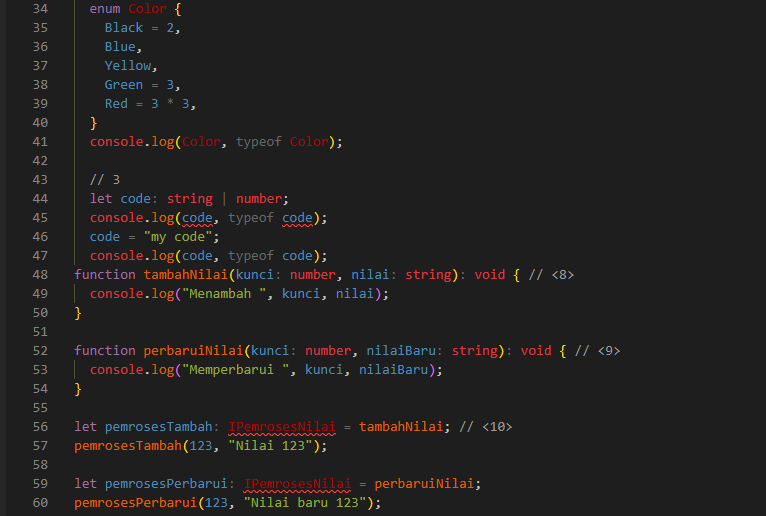 34 enum Color {
35 Black = 2,
36 Blue,
37 Yellow,
38 Green = 3,
39 Red = 3 * 3,
40 }
41 console.log(Color, typeof Color);
42
43 // 3
44 let code: string | number;
45 console.log(code, typeof code);
46 code = "my code";
47 console.log(code, typeof code);
48 function tambahNilai(kunci: number, nilai: string): void { // <8>
49 console.log("Menambah ", kunci, nilai);
50 }
51
52 function perbaruiNilai(kunci: number, nilaiBaru: string): void { // <9>
53 console.log("Memperbarui ", kunci, nilaiBaru);
54 }
55
56 let pemrosesTambah: IPemrosesNilai = tambahNilai; // <10>
57 pemrosesTambah(123, "Nilai 123");
58
59 let pemrosesPerbarui: IPemrosesNilai = perbaruiNilai;
60 pemrosesPerbarui(123, "Nilai baru 123");